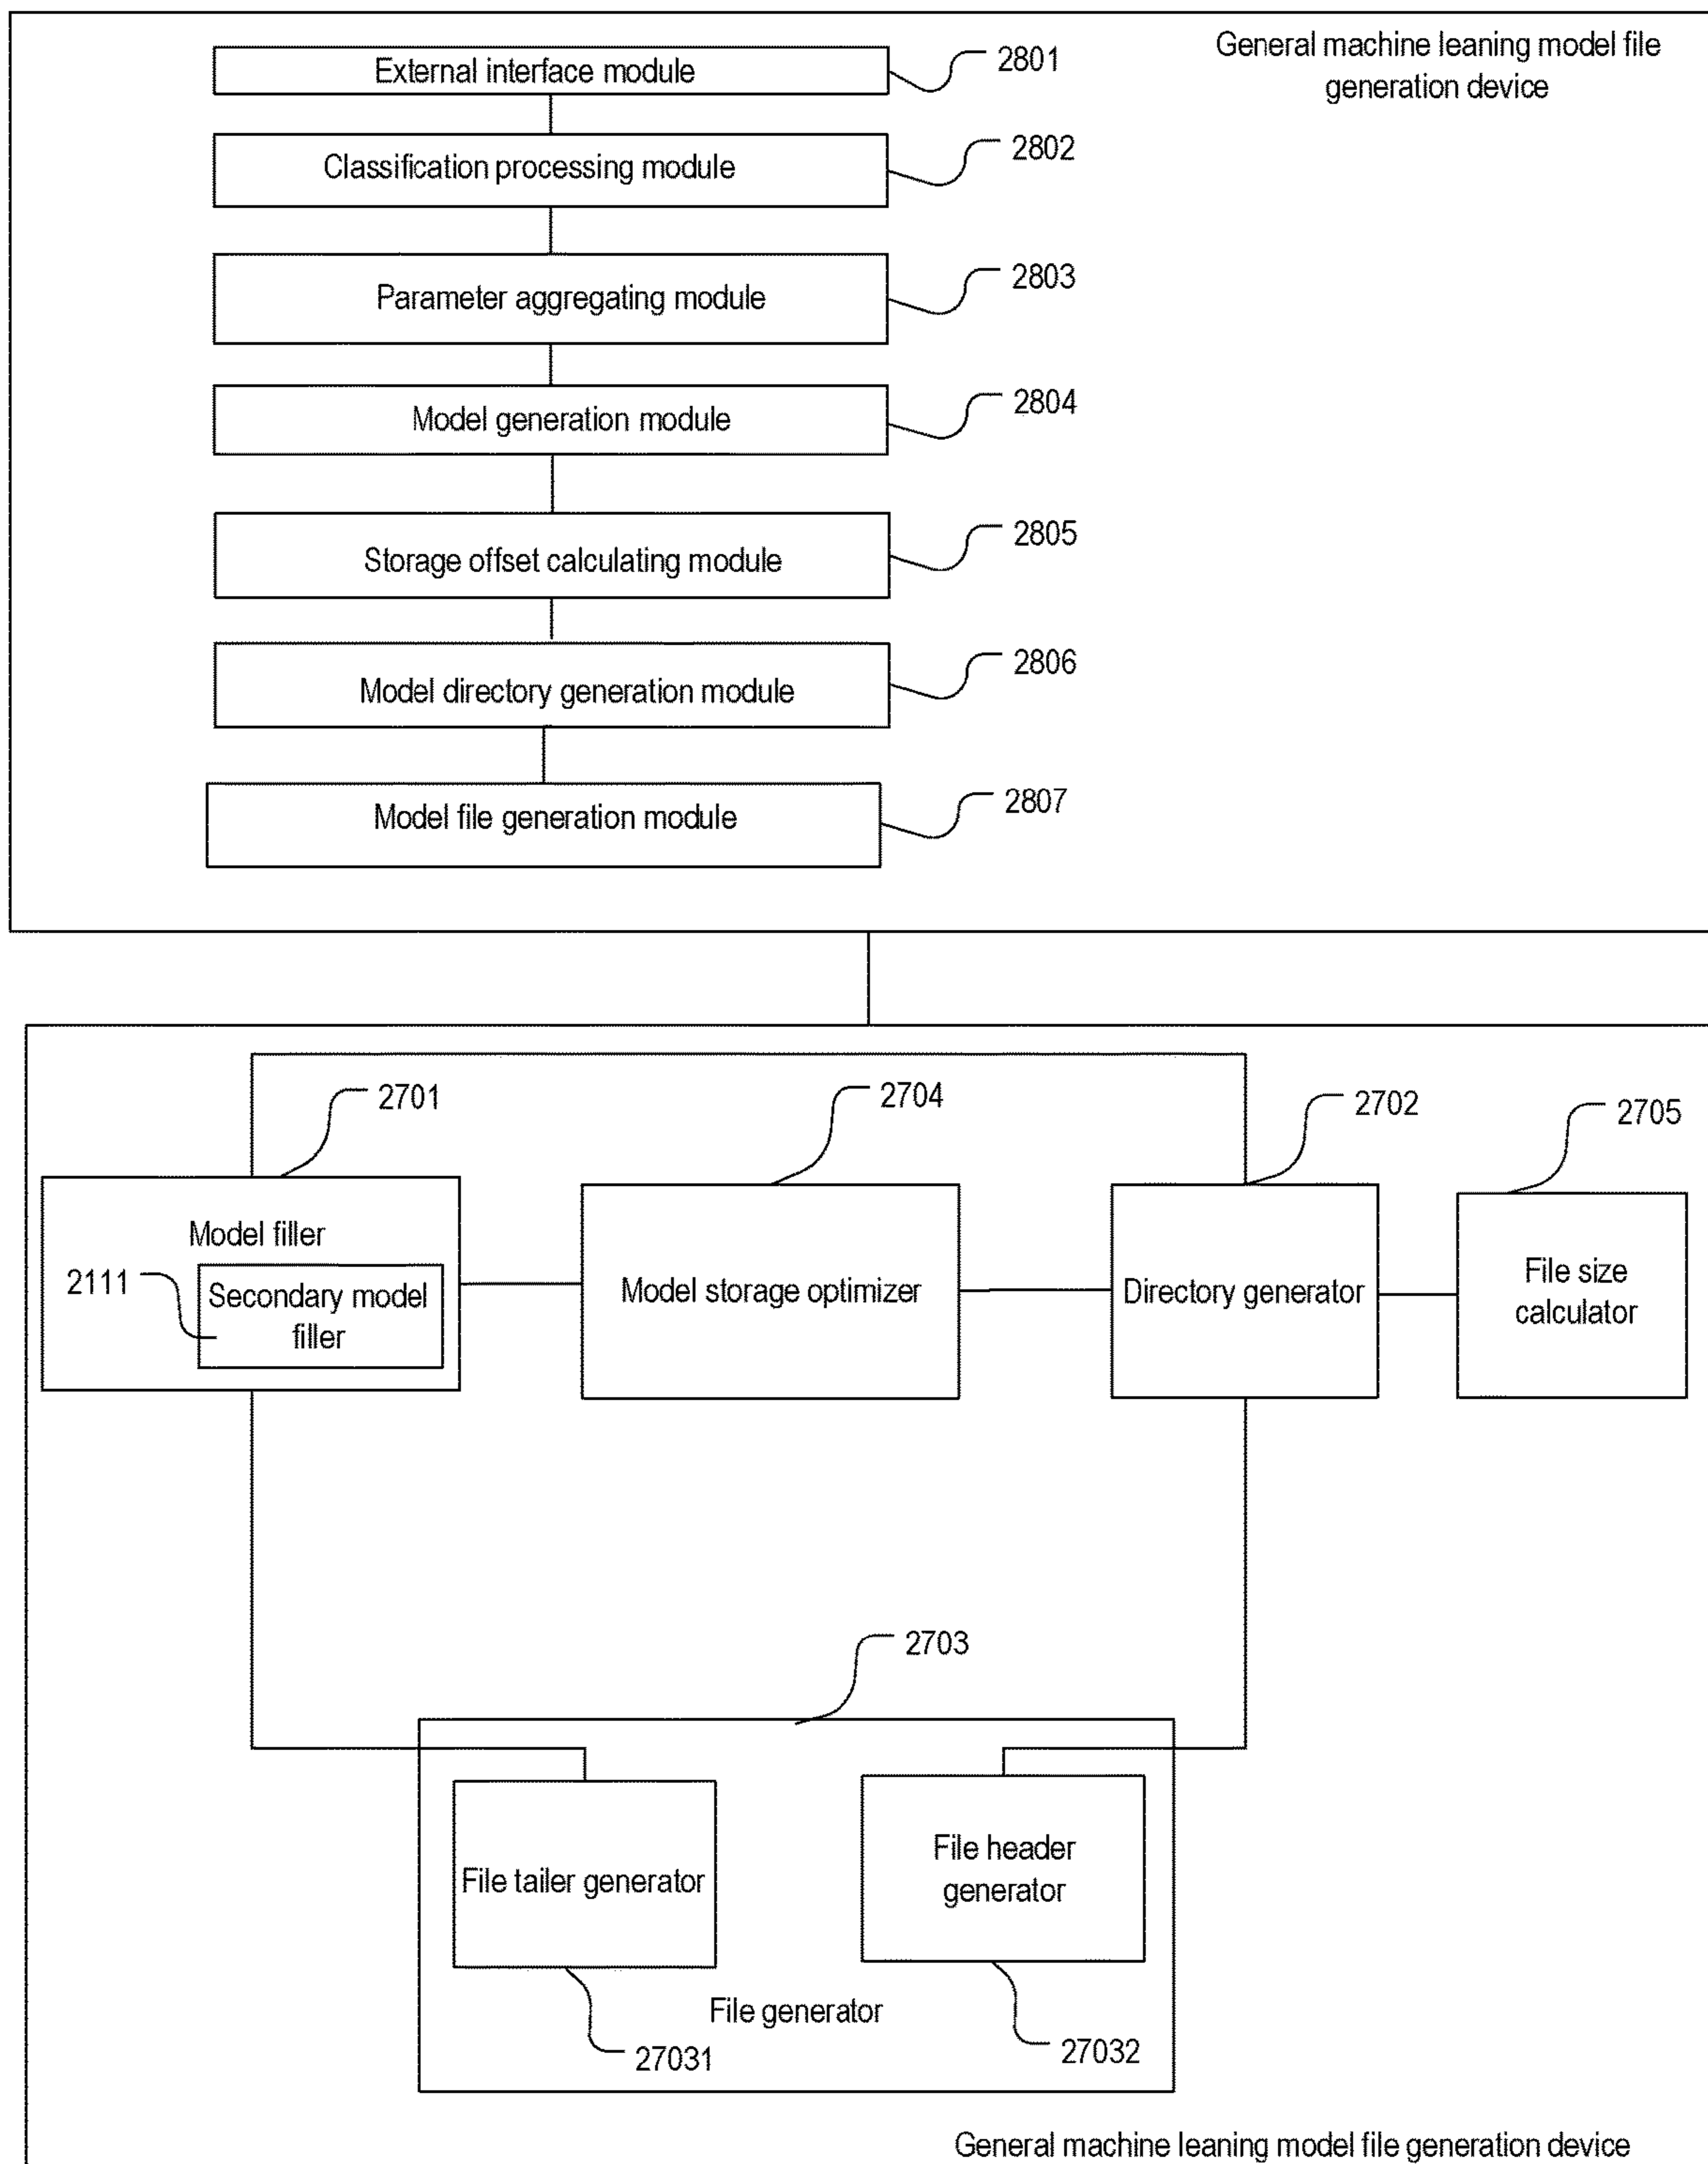 General machine leaning model file
generation device
External interface module
2801
Classification processing module
2802
Parameter aggregating module
2803
Model generation module
2804
Storage offset calculating module
2805
Model directory generation module
2806
Model file generation module
2807
2701
2704
2702
2705
Model filler
2111
Secondary model
filler
Model storage optimizer
Directory generator
File size
calculator
2703
File tailer generator
File header
generator
File generator
27031
27032
General machine leaning model file generation device